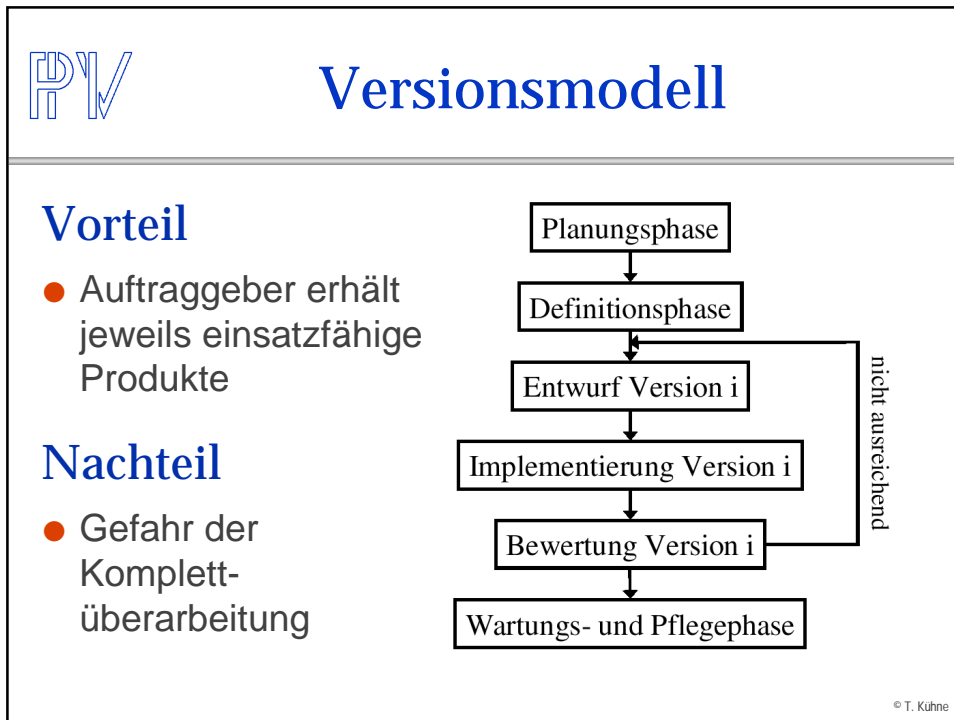 PPV
Versionsmodell
Vorteil
Auftraggeber erhält
jeweils einsatzfähige
Produkte
Nachteil
Gefahr der
Komplett-
überarbeitung
Planungsphase
Definitionsphase
Entwurf Version i
Implementierung Version i
Bewertung Version i
Wartungs- und Pflegephase
nicht ausreichend
© T. Kühne